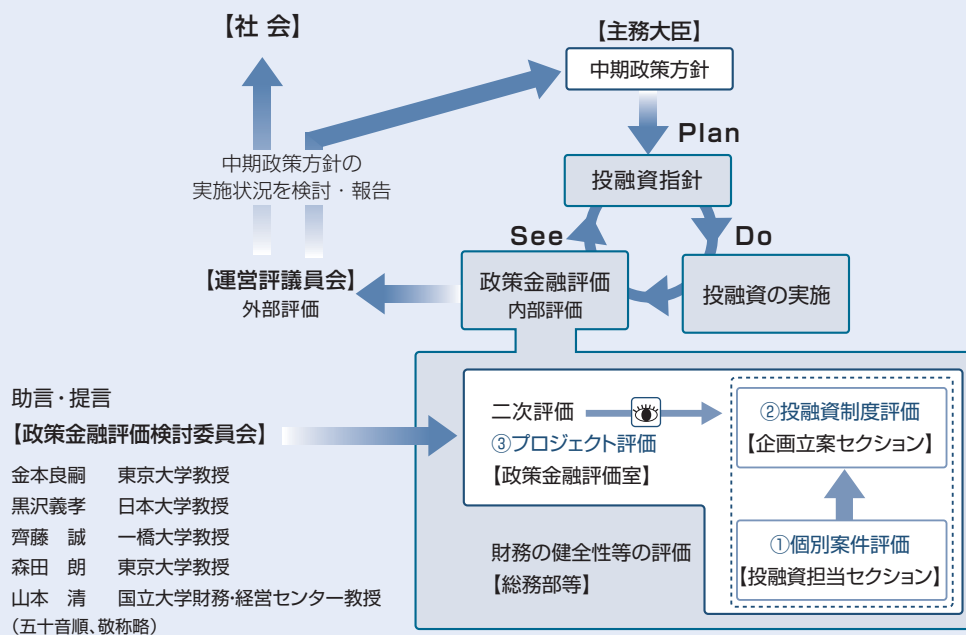 【社 会】
【主務大臣】
中期政策方針
Plan
中期政策方針の
実施状況を検討・報告
投融資指針
See
Do
【運営評議員会】
外部評価
政策金融評価
内部評価
投融資の実施
助言・提言
【政策金融評価検討委員会】
金本良嗣 東京大学教授
黒沢義孝 日本大学教授
齊藤 誠 一橋大学教授
森田 朗 東京大学教授
山本 清 国立大学財務・経営センター教授
(五十音順、敬称略)
二次評価
③プロジェクト評価
【政策金融評価室】
②投融資制度評価
【企画立案セクション】
財務の健全性等の評価
【総務部等】
①個別案件評価
【投融資担当セクション】